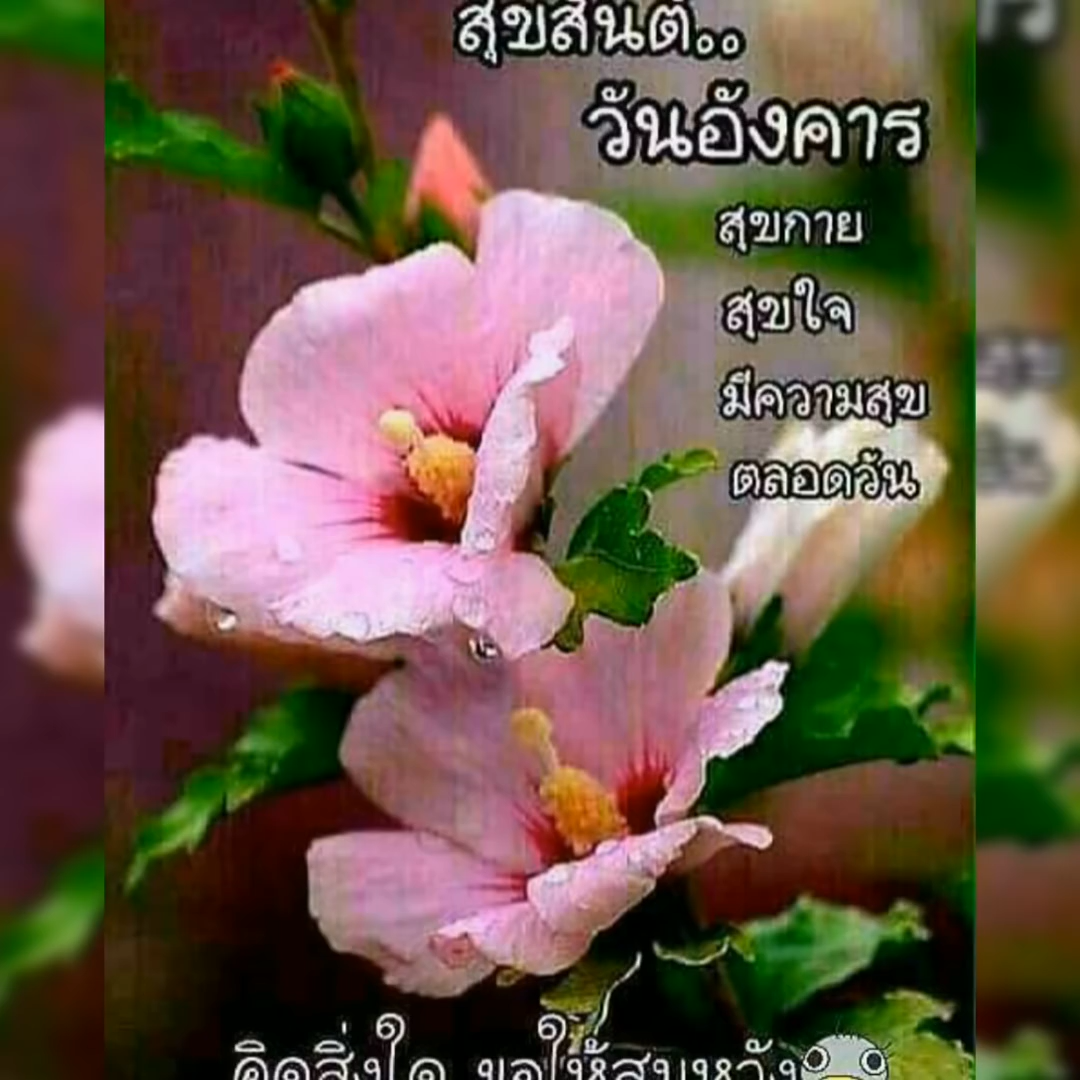 สุขสันต์..
วันอังคาร
สุขกาย
สุขใจ
มีความสุข
ตลอดวัน
คิดสิ่งใด ขอให้สมหวัง